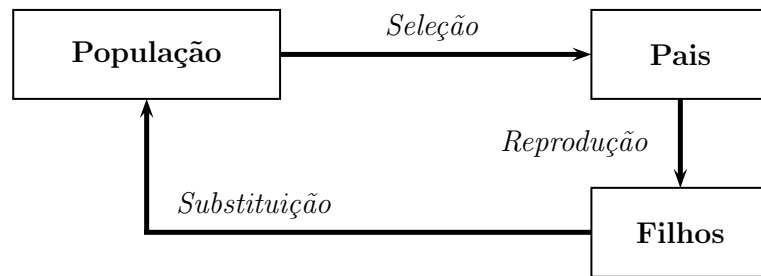 População
Seleção
Pais
Reprodução
Substituição
Filhos